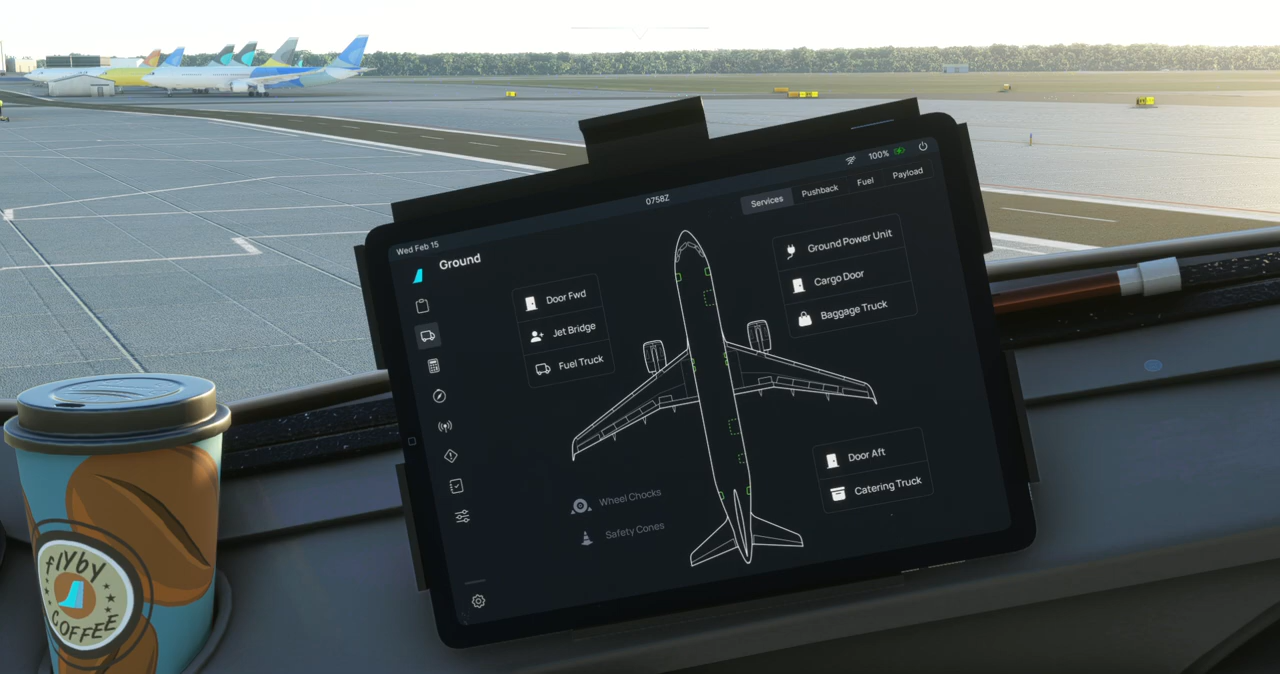 Wed Feb 15
0758Z
100%
Ground
Services
Pushback
Fuel
Payload
Door Fwd
Jet Bridge
Fuel Truck
Ground Power Unit
Cargo Door
Baggage Truck
Door Aft
Catering Truck
Wheel Chocks
Safety Cones
flyby
COFFEE